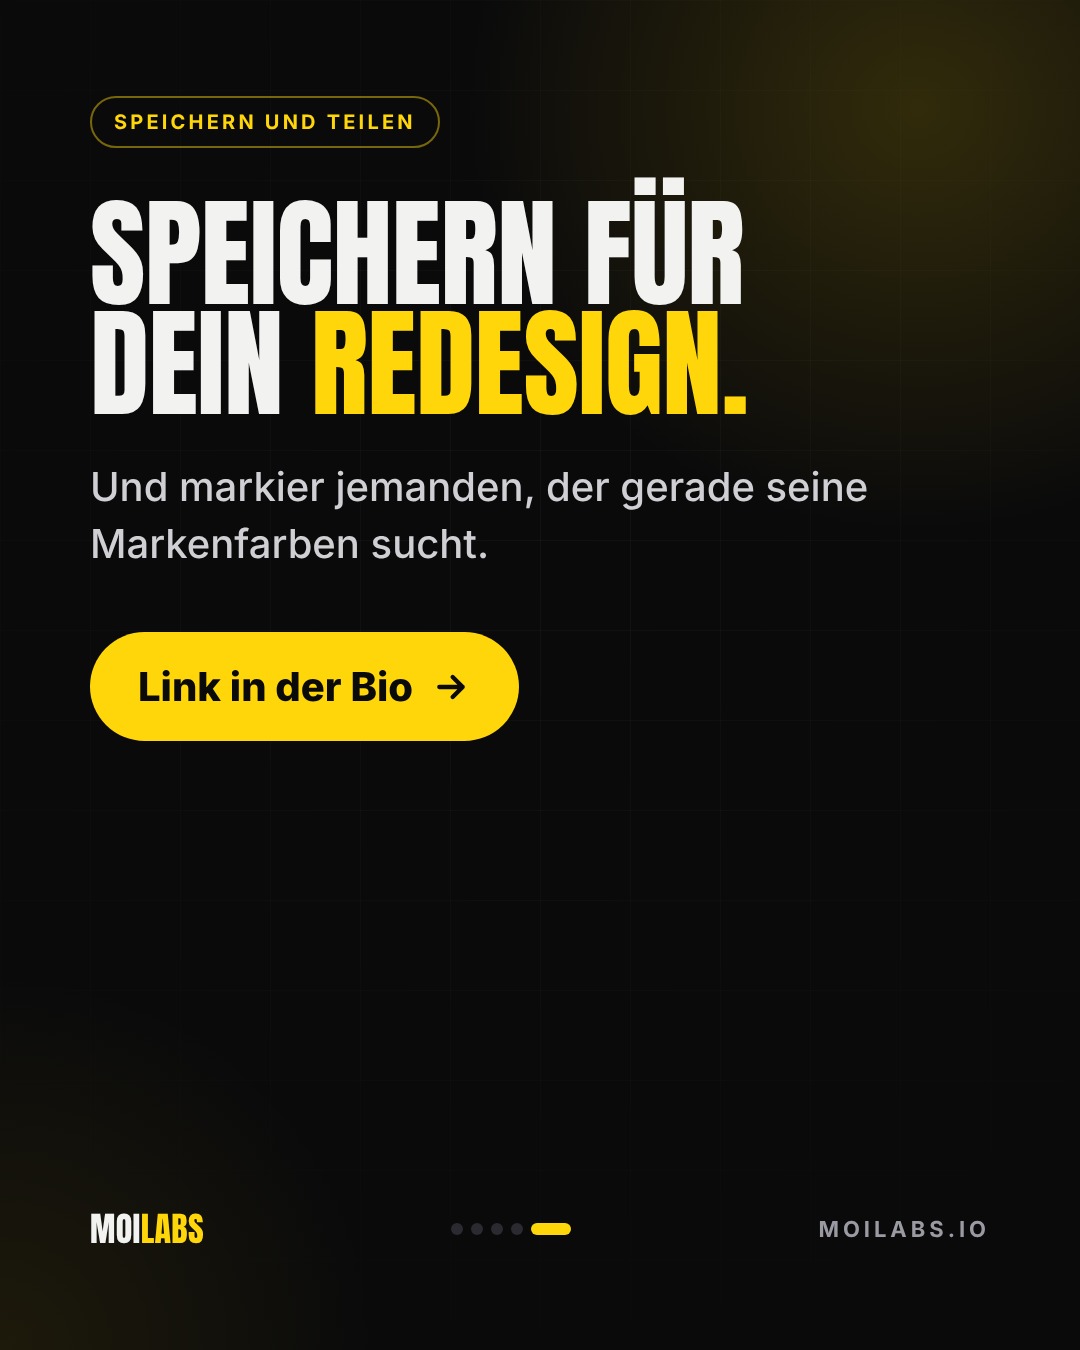 SPEICHERN UND TEILEN
SPEICHERN FÜR
DEIN REDESIGN.
Und markier jemanden, der gerade seine
Markenfarben sucht.
Link in der Bio →
MOILABS
MOILABS.IO